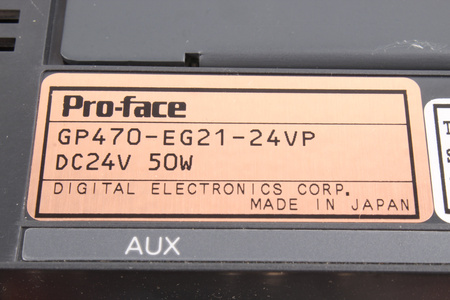 Pro-face
GP470-EG21-24VP
DC24V 50W
DIGITAL ELECTRONICS CORP.
MADE IN JAPAN
AUX